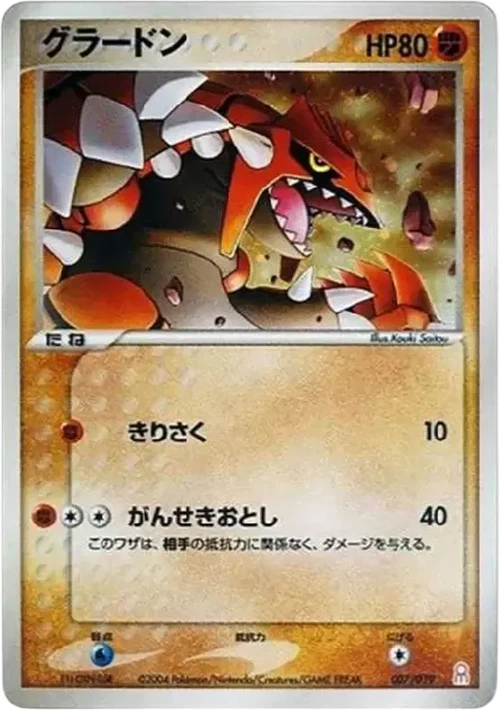 グラードン HP80
たね Illus. Kouki Saitou
きりさく 10
がんせきおとし 40
このワザは、相手の抵抗力に関係なく、ダメージを与える。
弱点 抵抗力 にげる
©2004 Pokémon/Nintendo/Creatures/GAME FREAK. 007/019